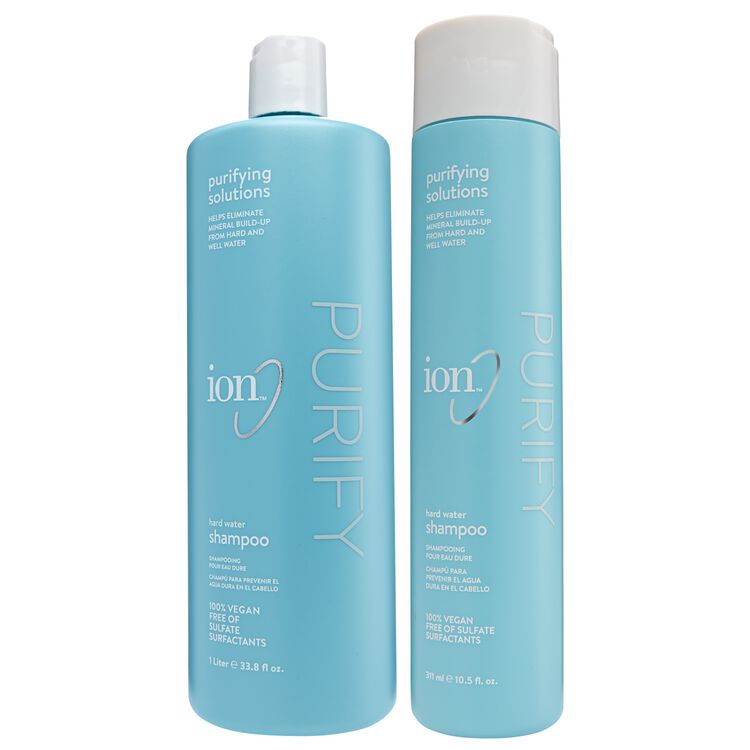 purifying
solutions
HELPS ELIMINATE
MINERAL BUILD-UP
FROM HARD AND
WELL WATER
PURIFY
ion™
hard water
shampoo
SHAMPOOING
POUR EAU DURE
CHAMPÚ PARA PREVENIR EL
AGUA DURA EN EL CABELLO
100% VEGAN
FREE OF
SULFATE
SURFACTANTS
1 Liter ℮ 33.8 fl oz.
purifying
solutions
HELPS ELIMINATE
MINERAL BUILD-UP
FROM HARD AND
WELL WATER
PURIFY
ion™
hard water
shampoo
SHAMPOOING
POUR EAU DURE
CHAMPÚ PARA
PREVENIR EL AGUA
DURA EN EL CABELLO
100% VEGAN
FREE OF SULFATE
SURFACTANTS
311 ml ℮ 10.5 fl oz.